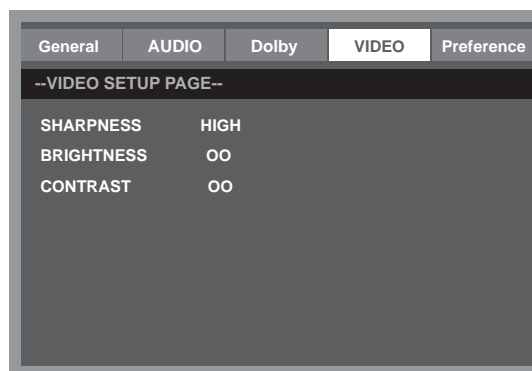 General AUDIO Dolby VIDEO Preference
--VIDEO SETUP PAGE--
SHARPNESS HIGH
BRIGHTNESS OO
CONTRAST OO